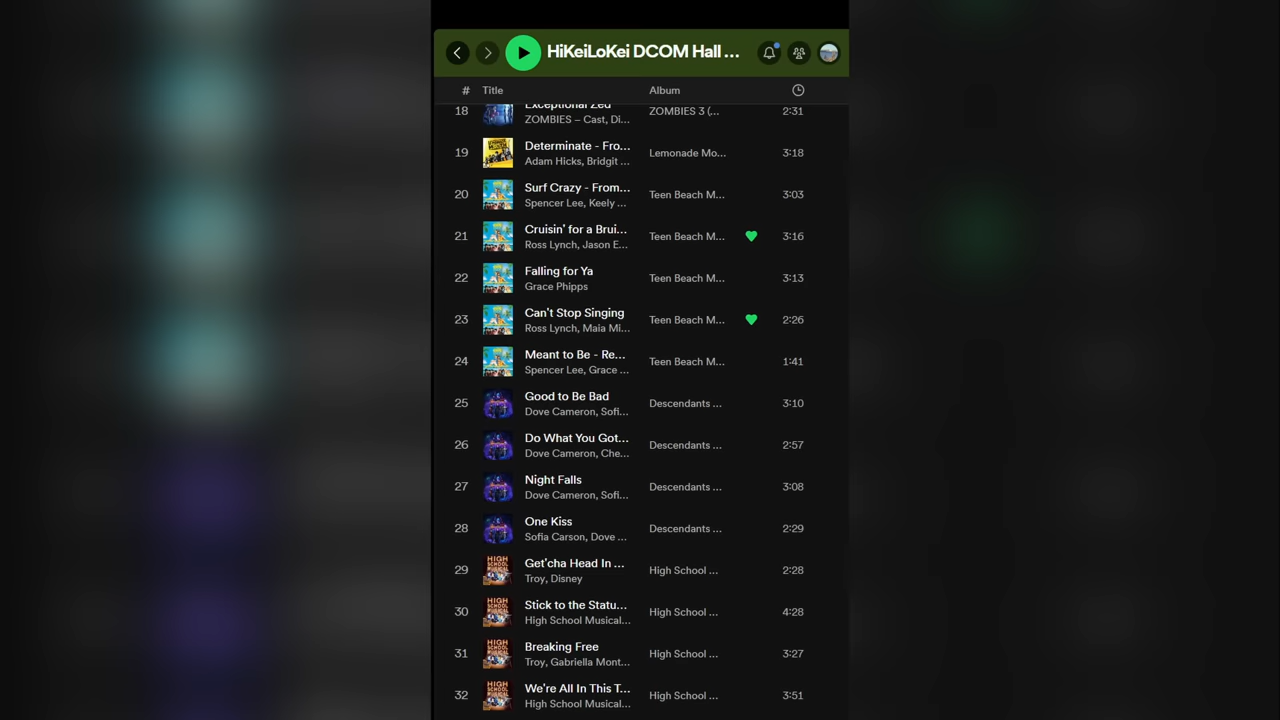 HiKeiLoKei DCOM Hall ...
# Title Album
18 Exceptional Zed ZOMBIES 3 (... 2:31
ZOMBIES – Cast, Di...
19 Determinate - Fro... Lemonade Mo... 3:18
Adam Hicks, Bridgit ...
20 Surf Crazy - From... Teen Beach M... 3:03
Spencer Lee, Keely ...
21 Cruisin' for a Brui... Teen Beach M... 3:16
Ross Lynch, Jason E...
22 Falling for Ya Teen Beach M... 3:13
Grace Phipps
23 Can't Stop Singing Teen Beach M... 2:26
Ross Lynch, Maia Mi...
24 Meant to Be - Re... Teen Beach M... 1:41
Spencer Lee, Grace ...
25 Good to Be Bad Descendants ... 3:10
Dove Cameron, Sofi...
26 Do What You Got... Descendants ... 2:57
Dove Cameron, Che...
27 Night Falls Descendants ... 3:08
Dove Cameron, Sofi...
28 One Kiss Descendants ... 2:29
Sofia Carson, Dove ...
29 Get'cha Head In ... High School ... 2:28
Troy, Disney
30 Stick to the Statu... High School ... 4:28
High School Musical...
31 Breaking Free High School ... 3:27
Troy, Gabriella Mont...
32 We're All In This T... High School ... 3:51
High School Musical...